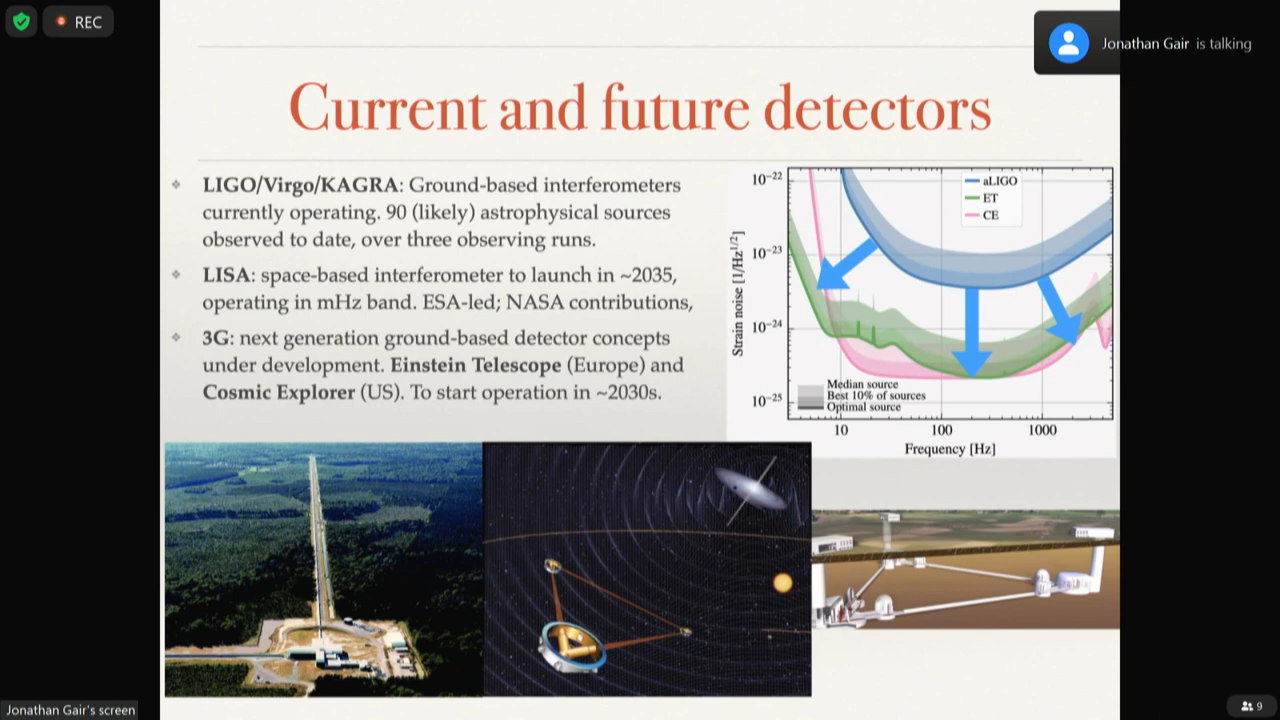 REC
Jonathan Gair is talking
Current and future detectors
❖ LIGO/Virgo/KAGRA: Ground-based interferometers
currently operating. 90 (likely) astrophysical sources
observed to date, over three observing runs.
❖ LISA: space-based interferometer to launch in ~2035,
operating in mHz band. ESA-led; NASA contributions,
❖ 3G: next generation ground-based detector concepts
under development. Einstein Telescope (Europe) and
Cosmic Explorer (US). To start operation in ~2030s.
10⁻²²
10⁻²³
10⁻²⁴
10⁻²⁵
Strain noise [1/Hz^{1/2}]
aLIGO
ET
CE
Median source
Best 10% of sources
Optimal source
10 100 1000
Frequency [Hz]
Jonathan Gair's screen
9